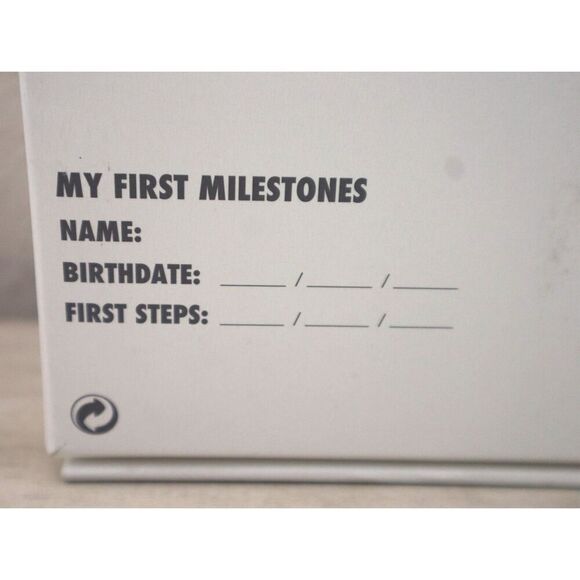 MY FIRST MILESTONES
NAME:
BIRTHDATE: ____ / ____ / ____
FIRST STEPS: ____ / ____ / ____